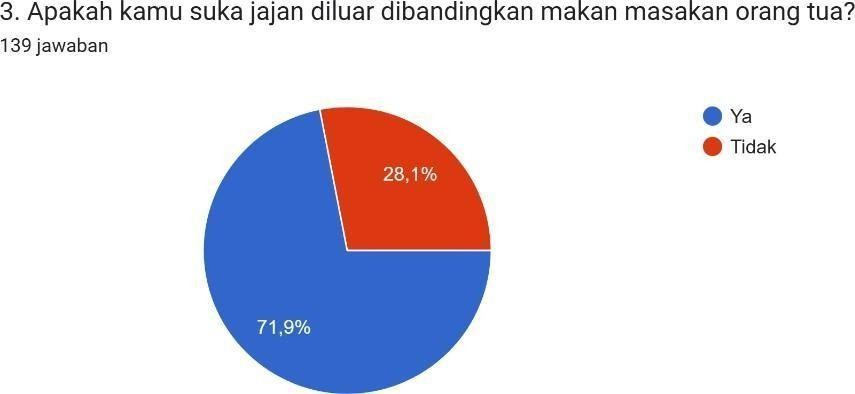 3. Apakah kamu suka jajan diluar dibandingkan makan masakan orang tua?
139 jawaban
Ya
Tidak
28,1%
71,9%